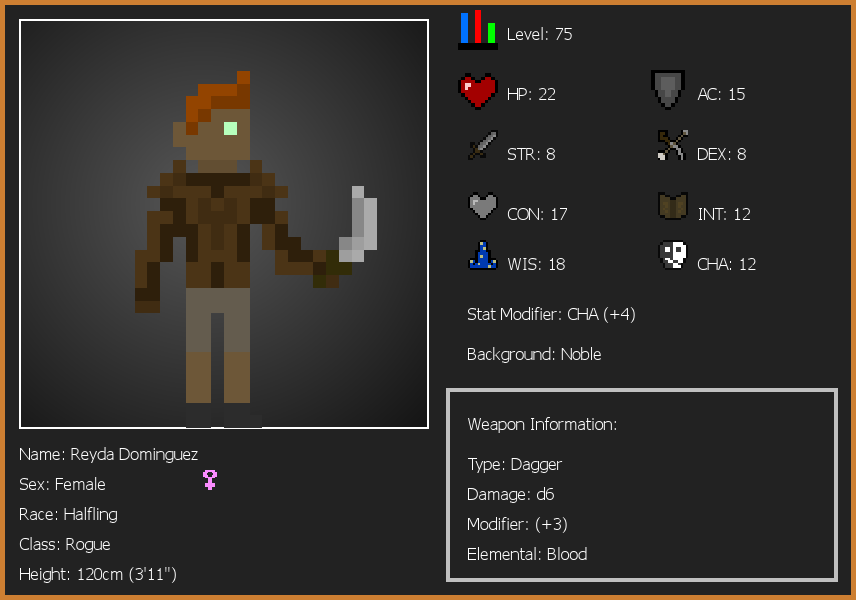 Level: 75
HP: 22
AC: 15
STR: 8
DEX: 8
CON: 17
INT: 12
WIS: 18
CHA: 12
Stat Modifier: CHA (+4)
Background: Noble
Weapon Information:
Type: Dagger
Damage: d6
Modifier: (+3)
Elemental: Blood
Name: Reyda Dominguez
Sex: Female
Race: Halfling
Class: Rogue
Height: 120cm (3'11")